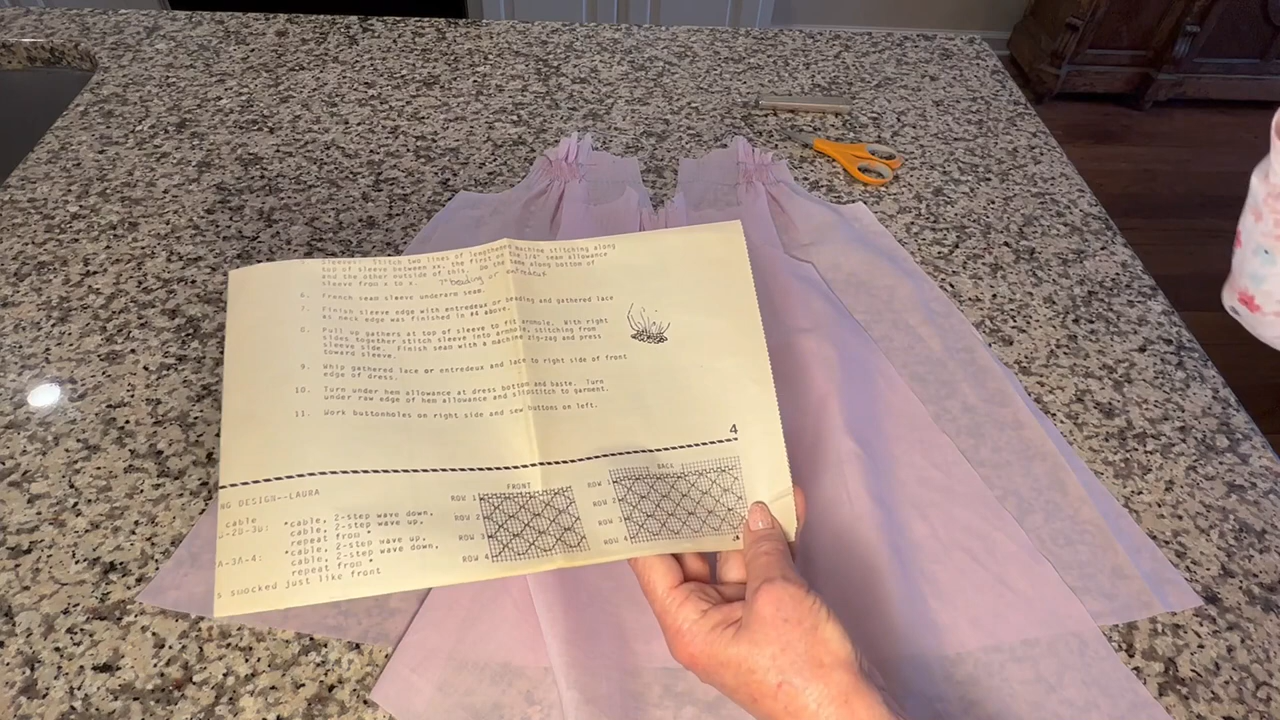 Sleeves: Stitch two lines of lengthened machine stitching along
top of sleeve between xx, the first on the 1/8" seam allowance
and the other outside of this. Do the same along bottom of
sleeve from x to x. 1" beading or entredeux
6. French seam sleeve underarm seam.
7. Finish sleeve edge with entredeux or beading and gathered lace
as neck edge was finished in #4 above.
8. Pull up gathers at top of sleeve to fit armhole. With right
sides together stitch sleeve into armhole, stitching from
sleeve side. Finish seam with a machine zig-zag and press
toward sleeve.
9. Whip gathered lace or entredeux and lace to right side of front
edge of dress.
10. Turn under hem allowance at dress bottom and baste. Turn
under raw edge of hem allowance and slipstitch to garment.
11. Work buttonholes on right side and sew buttons on left.
4
NG DESIGN--LAURA
cable
-2B-3B: *cable, 2-step wave down,
cable, 2-step wave up,
repeat from *
A-3A-4: *cable, 2-step wave up,
cable, 2-step wave down,
repeat from *
s smocked just like front
FRONT
ROW 1
ROW 2
ROW 3
ROW 4
BACK
ROW 1
ROW 2
ROW 3
ROW 4